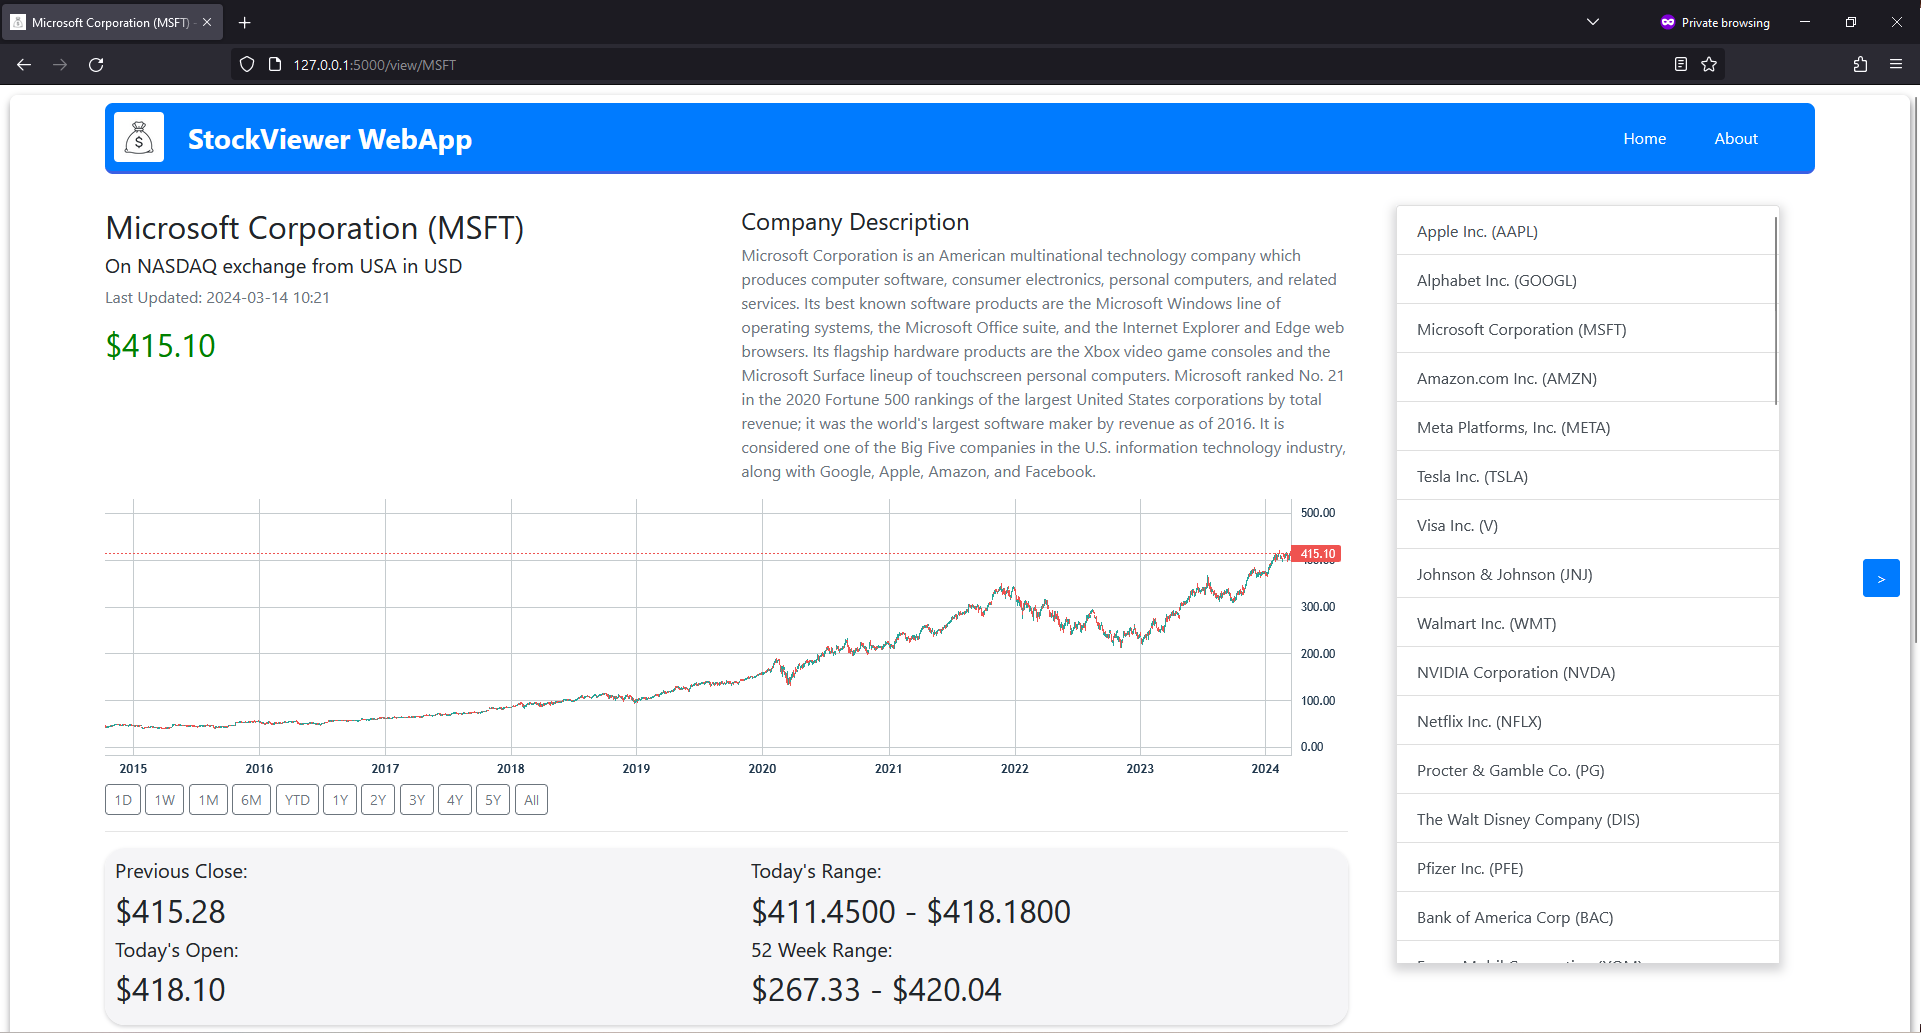 Microsoft Corporation (MSFT) -
Private browsing
127.0.0.1:5000/view/MSFT
$
StockViewer WebApp
Home
About
Microsoft Corporation (MSFT)
On NASDAQ exchange from USA in USD
Last Updated: 2024-03-14 10:21
$415.10
Company Description
Microsoft Corporation is an American multinational technology company which
produces computer software, consumer electronics, personal computers, and related
services. Its best known software products are the Microsoft Windows line of
operating systems, the Microsoft Office suite, and the Internet Explorer and Edge web
browsers. Its flagship hardware products are the Xbox video game consoles and the
Microsoft Surface lineup of touchscreen personal computers. Microsoft ranked No. 21
in the 2020 Fortune 500 rankings of the largest United States corporations by total
revenue; it was the world's largest software maker by revenue as of 2016. It is
considered one of the Big Five companies in the U.S. information technology industry,
along with Google, Apple, Amazon, and Facebook.
500.00
415.10
300.00
200.00
100.00
0.00
2015 2016 2017 2018 2019 2020 2021 2022 2023 2024
1D 1W 1M 6M YTD 1Y 2Y 3Y 4Y 5Y All
Previous Close:
$415.28
Today's Open:
$418.10
Today's Range:
$411.4500 - $418.1800
52 Week Range:
$267.33 - $420.04
Apple Inc. (AAPL)
Alphabet Inc. (GOOGL)
Microsoft Corporation (MSFT)
Amazon.com Inc. (AMZN)
Meta Platforms, Inc. (META)
Tesla Inc. (TSLA)
Visa Inc. (V)
Johnson & Johnson (JNJ)
Walmart Inc. (WMT)
NVIDIA Corporation (NVDA)
Netflix Inc. (NFLX)
Procter & Gamble Co. (PG)
The Walt Disney Company (DIS)
Pfizer Inc. (PFE)
Bank of America Corp (BAC)
>